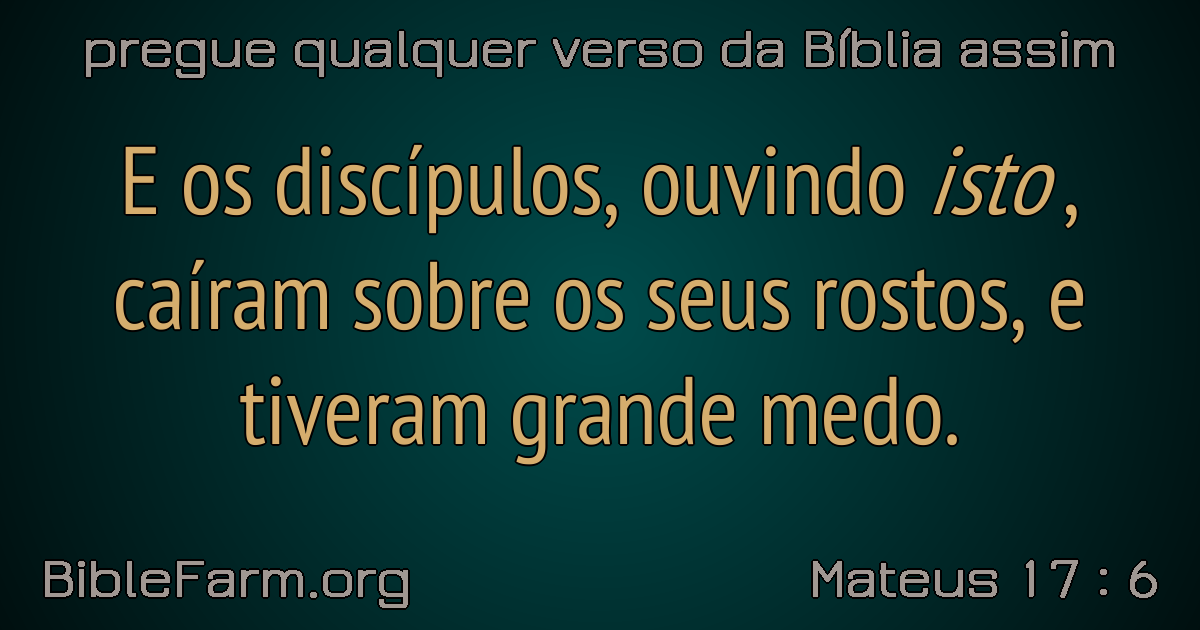 pregue qualquer verso da Bíblia assim
E os discípulos, ouvindo isto,
caíram sobre os seus rostos, e
tiveram grande medo.
BibleFarm.org
Mateus 17 : 6